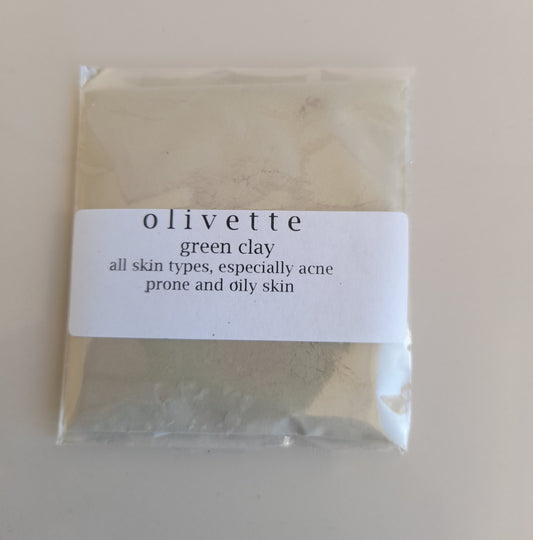 olivette
green clay
all skin types, especially acne
prone and oily skin